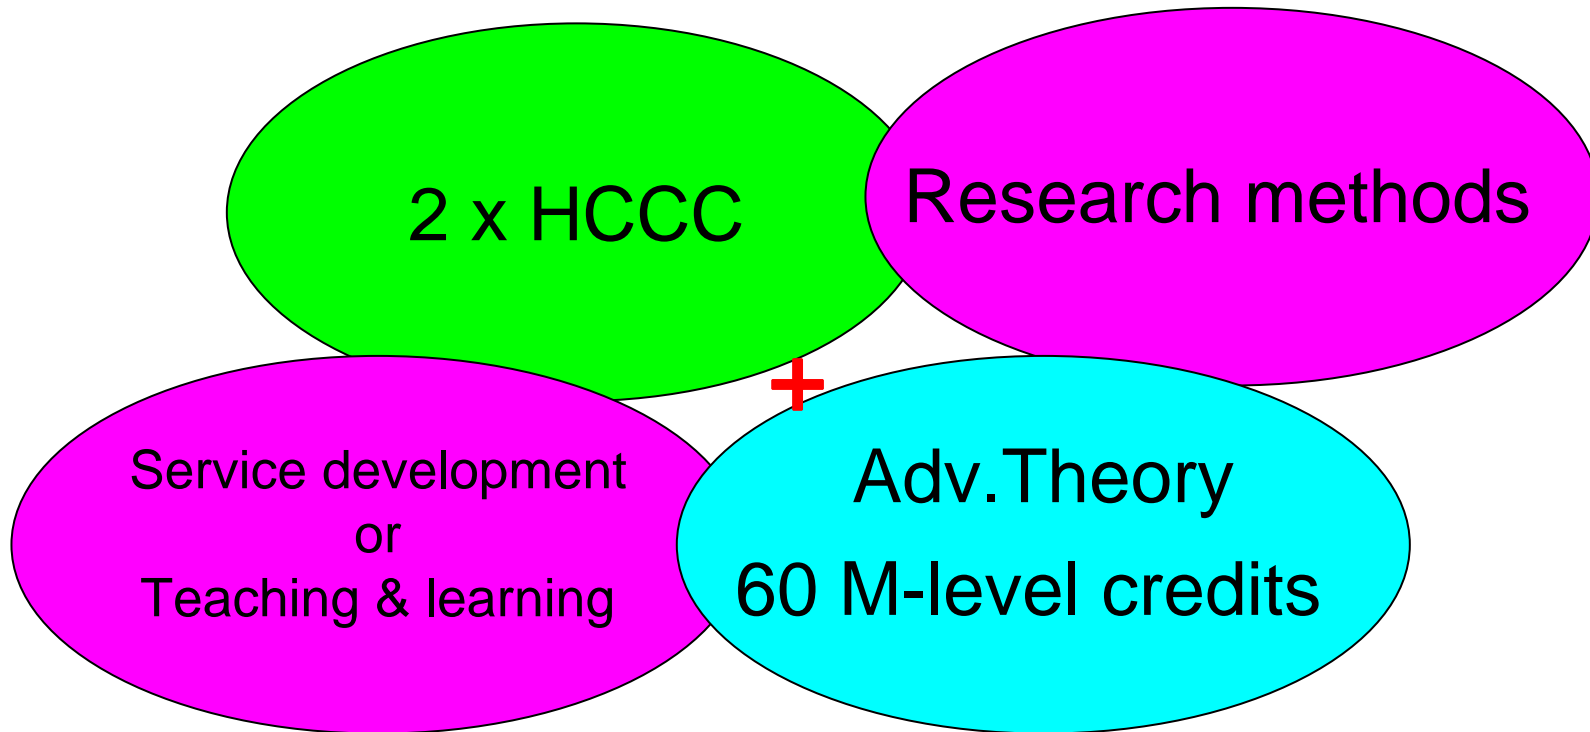 2 x HCCC
Research methods
+
Service development
or
Teaching & learning
Adv.Theory
60 M-level credits